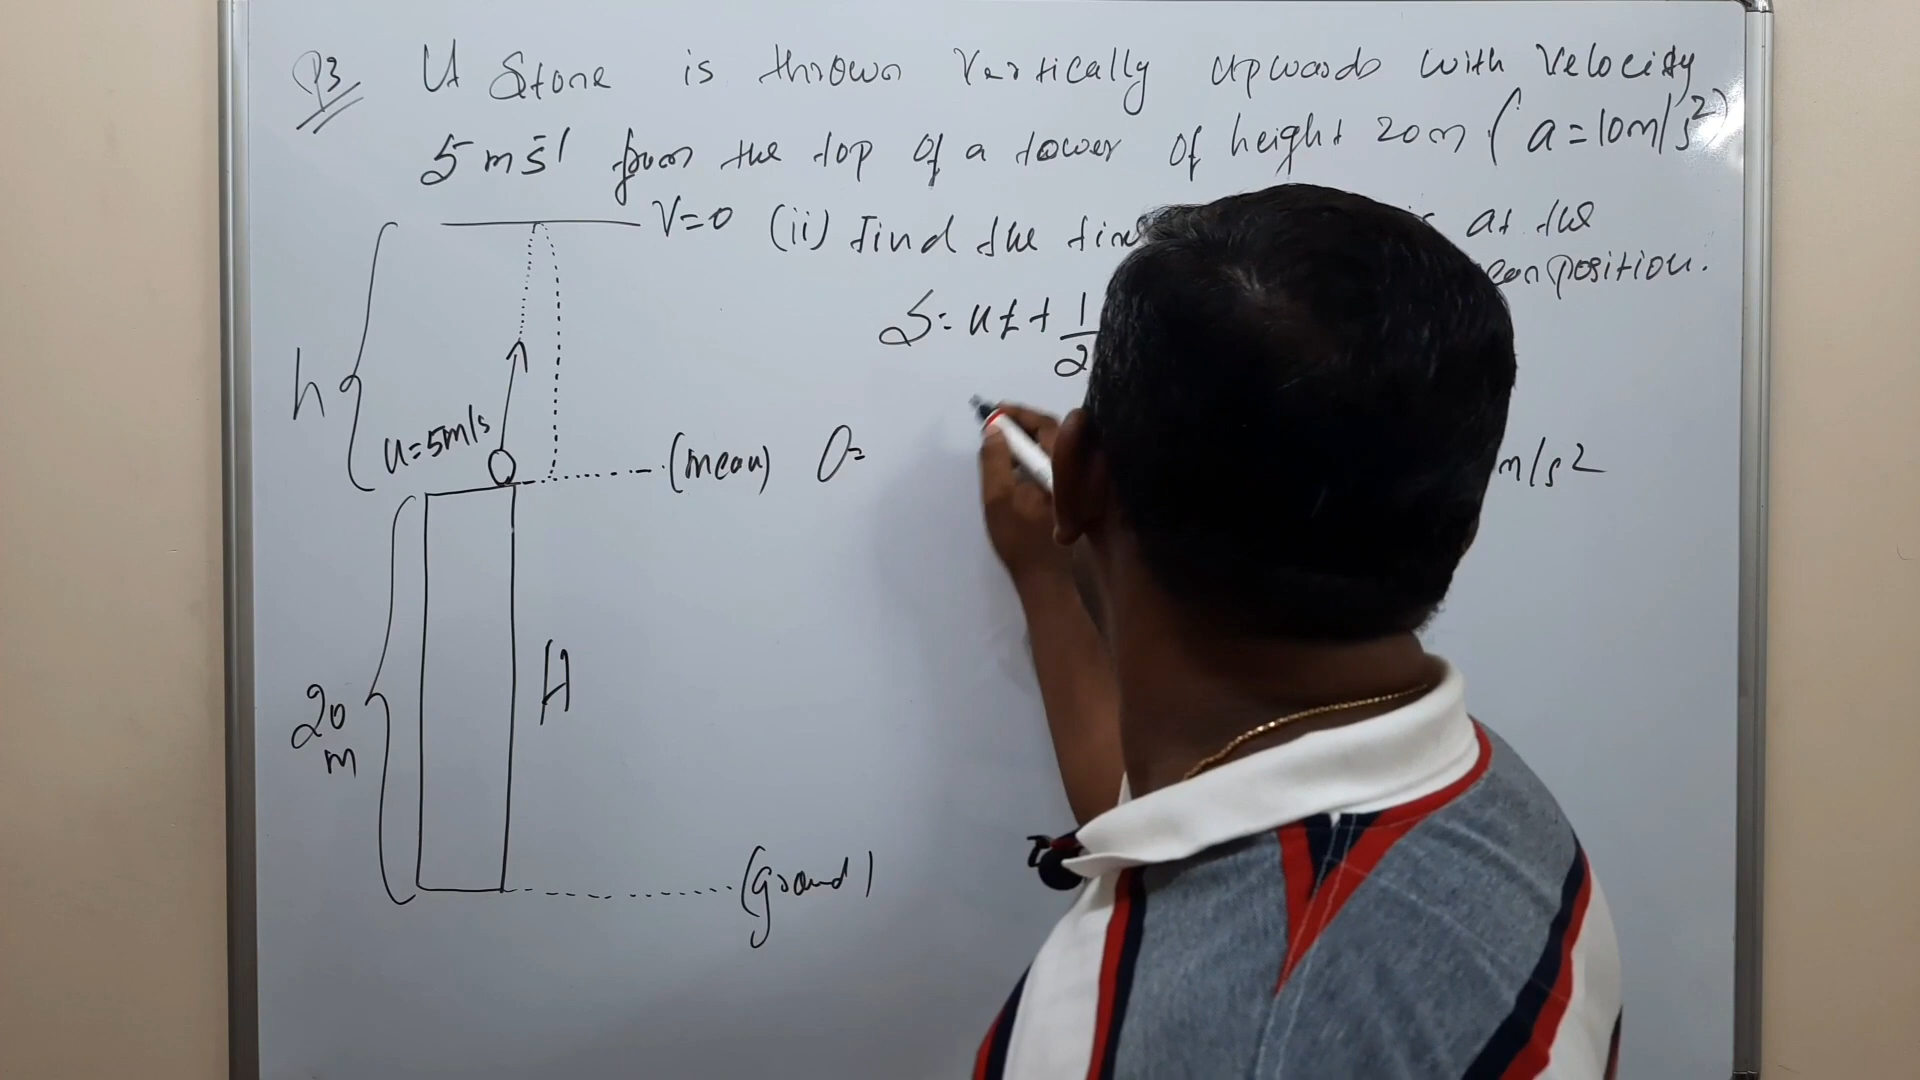 Q3 A Stone is thrown Vertically upwards with Velocity
5 ms-1 from the top of a tower of height 20m (a=10m/s2)
V=0 (ii) find the at the
position.
S= ut + 1/2
h
u=5m/s
(mean) O=
m/s2
20
m
H
(ground)